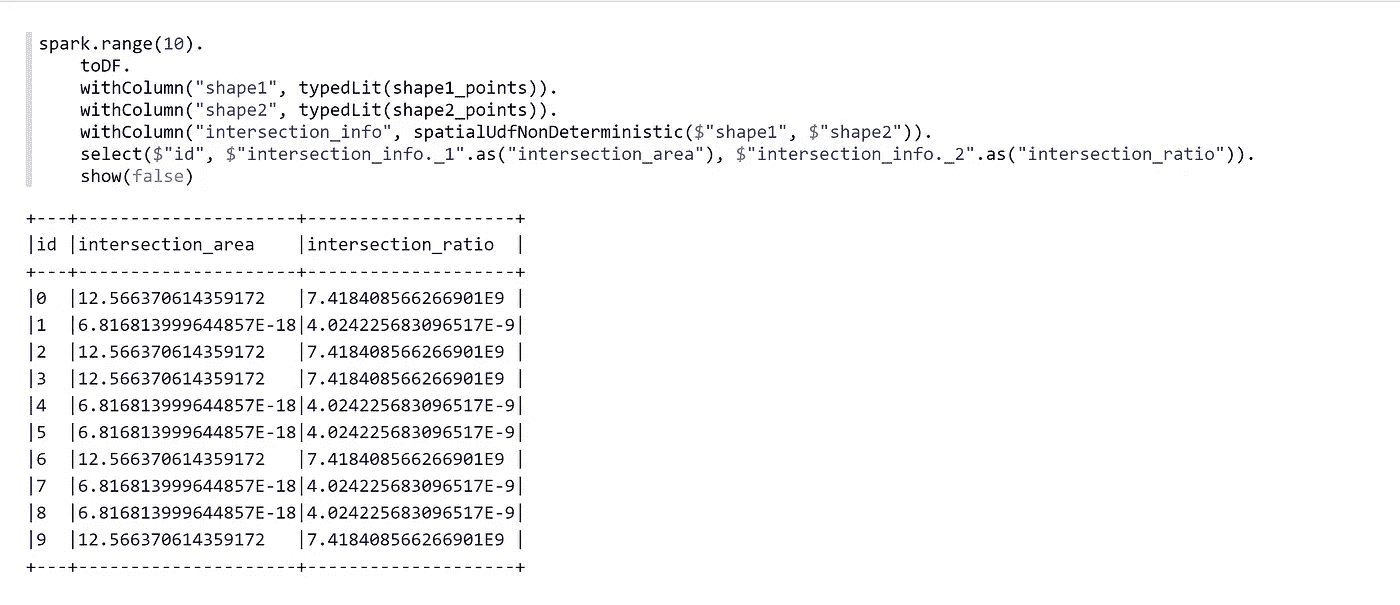 spark.range(10).
    toDF.
    withColumn("shape1", typedLit(shape1_points)).
    withColumn("shape2", typedLit(shape2_points)).
    withColumn("intersection_info", spatialUdfNonDeterministic($"shape1", $"shape2")).
    select($"id", $"intersection_info._1".as("intersection_area"), $"intersection_info._2".as("intersection_ratio")).
    show(false)
+---+---------------------+--------------------+
|id |intersection_area    |intersection_ratio  |
+---+---------------------+--------------------+
|0  |12.566370614359172   |7.418408566266901E9 |
|1  |6.816813999644857E-18|4.024225683096517E-9|
|2  |12.566370614359172   |7.418408566266901E9 |
|3  |12.566370614359172   |7.418408566266901E9 |
|4  |6.816813999644857E-18|4.024225683096517E-9|
|5  |6.816813999644857E-18|4.024225683096517E-9|
|6  |12.566370614359172   |7.418408566266901E9 |
|7  |6.816813999644857E-18|4.024225683096517E-9|
|8  |6.816813999644857E-18|4.024225683096517E-9|
|9  |12.566370614359172   |7.418408566266901E9 |
+---+---------------------+--------------------+